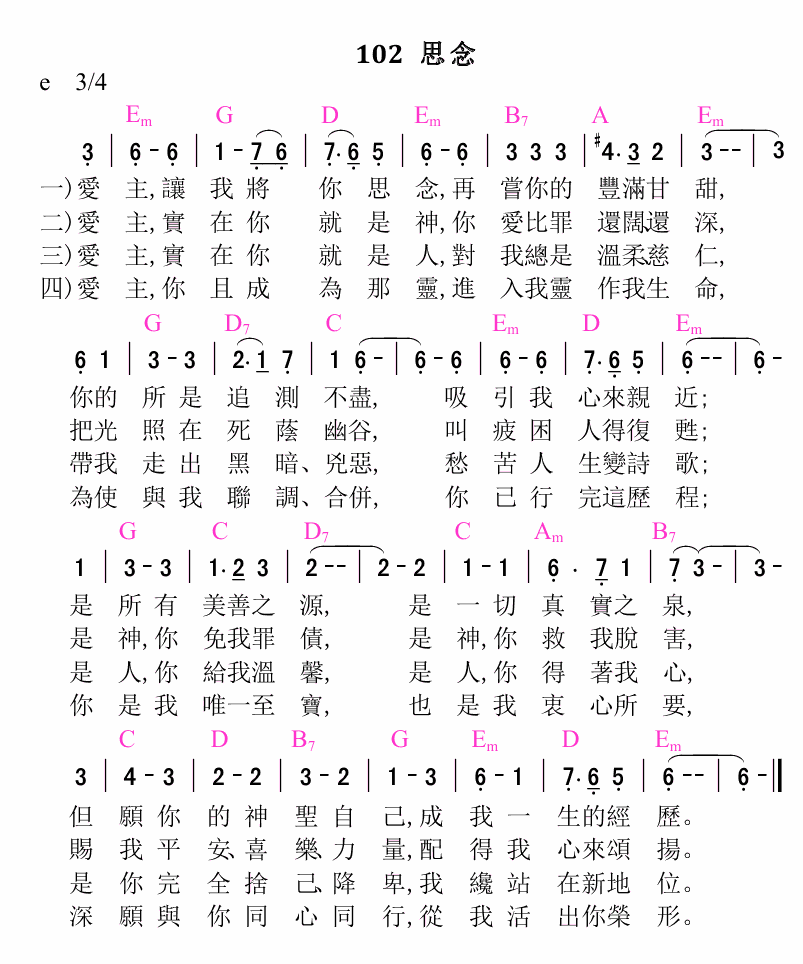 102 思念
e 3/4
Em G D Em B7 A Em
3 | 6 - 6 | 1 - 7 6 | 7. 6 5 | 6 - 6 | 3 3 3 | #4. 3 2 | 3 - - | 3
一)愛 主,讓 我 將 你 思 念,再 嘗你的 豐滿甘 甜,
二)愛 主,實 在 你 就 是 神,你 愛比罪 還闊、還 深,
三)愛 主,實 在 你 就 是 人,對 我總是 溫柔、慈 仁,
四)愛 主,你 且 成 為 那 靈,進 入我靈 作我生 命,
G D7 C Em D Em
6 1 | 3 - 3 | 2. 1 7 | 1 6 - | 6 - 6 | 6 - 6 | 7. 6 5 | 6 - - | 6 -
你的 所 是 追 測 不盡, 吸 引 我 心來親 近;
把光 照 在 死 蔭 幽谷, 叫 疲 困 人得復 甦;
帶我 走 出 黑 暗、兇惡, 愁 苦 人 生變詩 歌;
為使 與 我 聯 調、合併, 你 已 行 完這歷 程;
G C D7 C Am B7
1 | 3 - 3 | 1. 2 3 | 2 - - | 2 - 2 | 1 - 1 | 6 . 7 1 | 7 3 - | 3 -
是 所 有 美善之 源, 是 一 切 真 實之 泉,
是 神,你 免我罪 債, 是 神,你 救 我脫 害,
是 人,你 給我溫 馨, 是 人,你 得 著我 心,
你 是 我 唯一至 寶, 也 是 我 衷 心所 要,
C D B7 G Em D Em
3 | 4 - 3 | 2 - 2 | 3 - 2 | 1 - 3 | 6 - 1 | 7. 6 5 | 6 - - | 6 - ||
但 願 你 的 神 聖 自 己,成 我 一 生的經 歷。
賜 我 平 安、喜 樂、力 量,配 得 我 心來頌 揚。
是 你 完 全 捨 己、降 卑,我 纔 站 在新地 位。
深 願 與 你 同 心 同 行,從 我 活 出你榮 形。